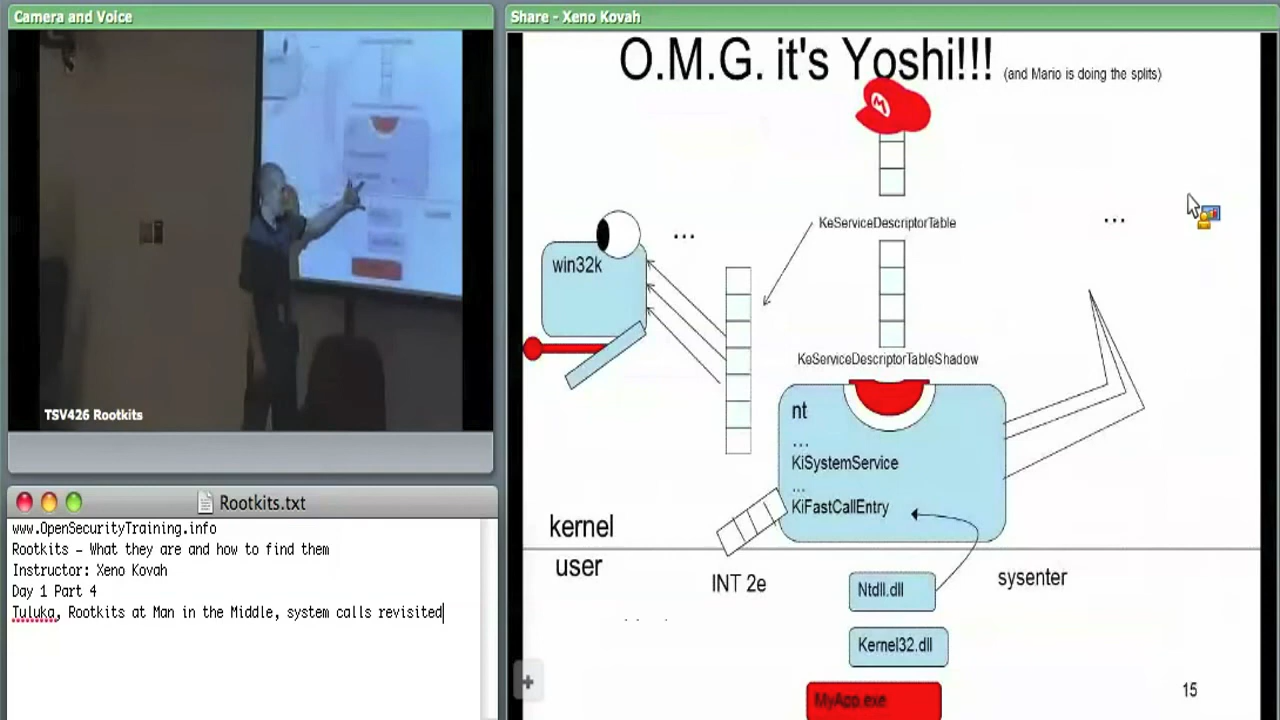 Camera and Voice
TSV426 Rootkits
Rootkits.txt
www.OpenSecurityTraining.info
Rootkits – What they are and how to find them
Instructor: Xeno Kovah
Day 1 Part 4
Tuluka, Rootkits at Man in the Middle, system calls revisited
Share - Xeno Kovah
O.M.G. it's Yoshi!!! (and Mario is doing the splits)
M
KeServiceDescriptorTable
...
...
win32k
KeServiceDescriptorTableShadow
nt
...
KiSystemService
...
KiFastCallEntry
kernel
user
INT 2e
sysenter
Ntdll.dll
Kernel32.dll
MyApp.exe
15